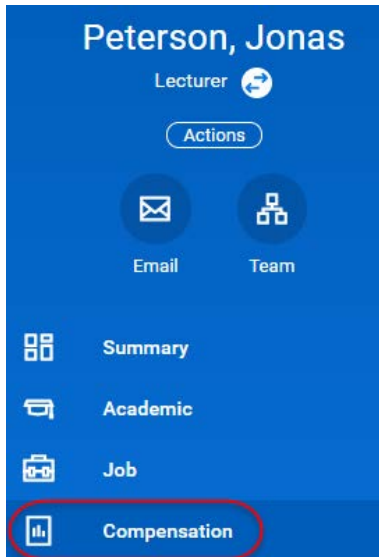 Peterson, Jonas
Lecturer
Actions
Email Team
Summary
Academic
Job
Compensation